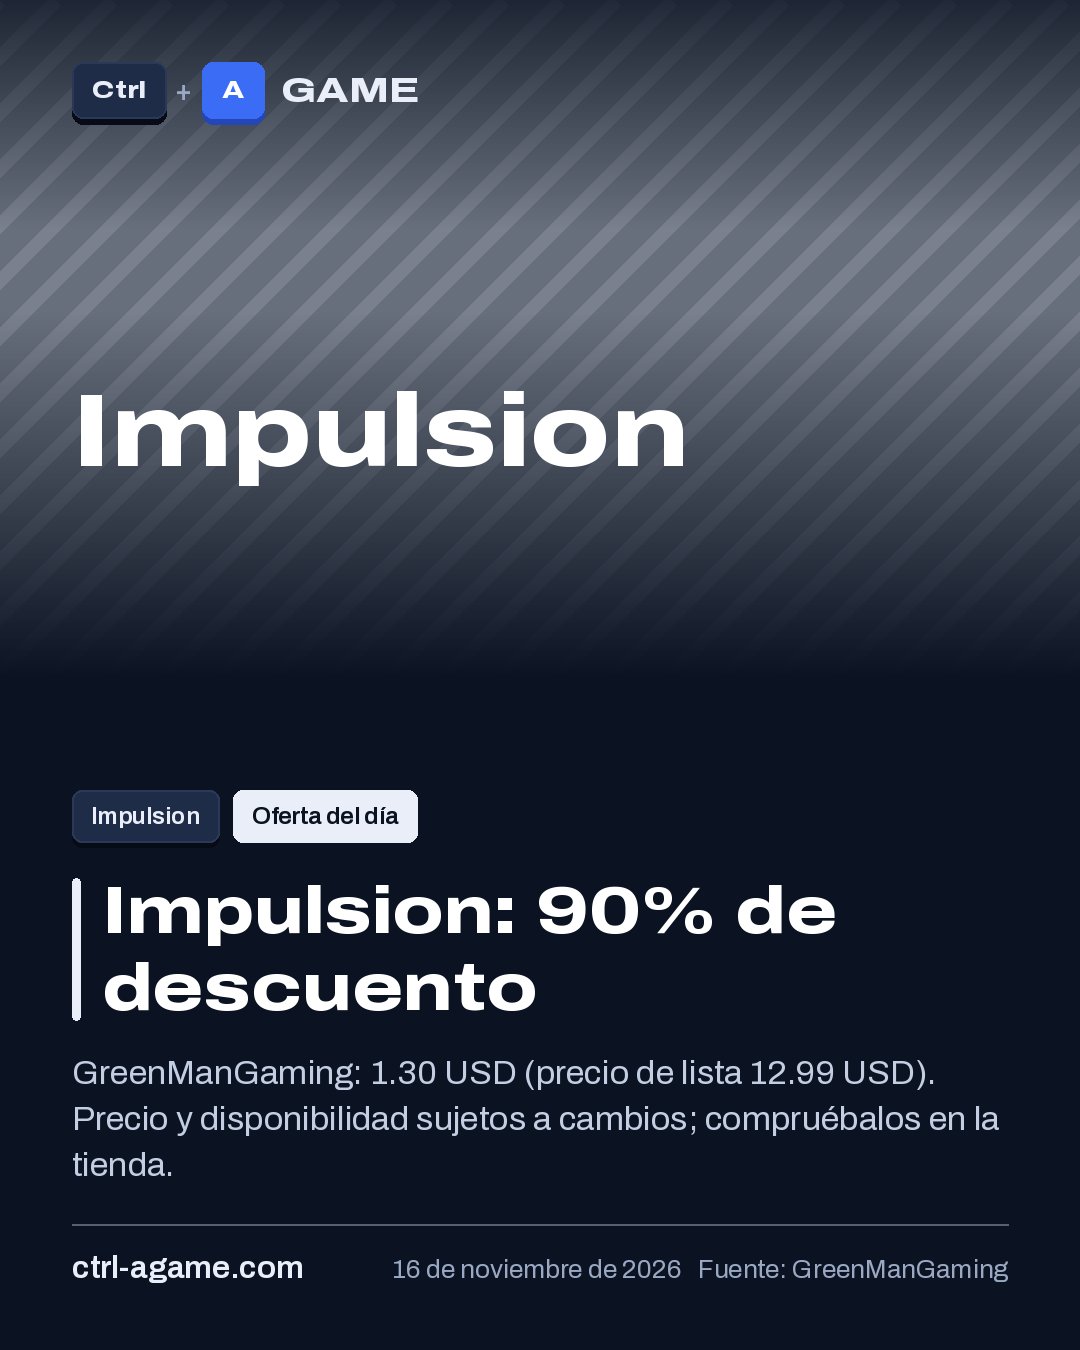 Ctrl + A GAME
Impulsion
Impulsion Oferta del día
Impulsion: 90% de
descuento
GreenManGaming: 1.30 USD (precio de lista 12.99 USD).
Precio y disponibilidad sujetos a cambios; compruébalos en la
tienda.
ctrl-agame.com 16 de noviembre de 2026 Fuente: GreenManGaming